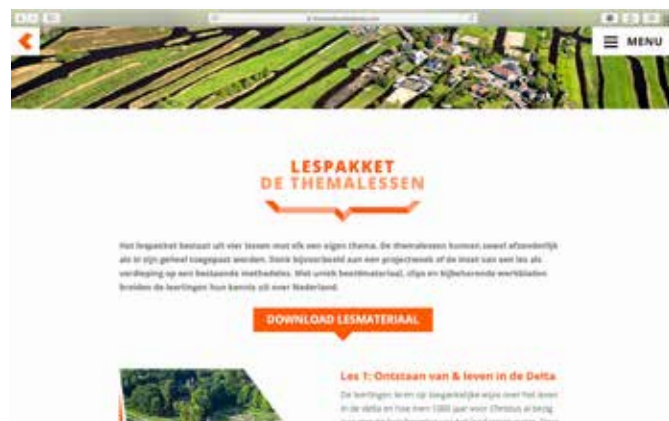 MENU
LESPAKKET
DE THEMALESSEN
Het lespakket bestaat uit vier lessen met elk een eigen thema. De themalessen kunnen zowel afzonderlijk
als in zijn geheel toegepast worden. Denk bijvoorbeeld aan een projectweek of de inzet van een les als
verdieping op een bestaande methodeles. Met uniek beeldmateriaal, clips en bijbehorende werkbladen
breiden de leerlingen hun kennis uit over Nederland.
DOWNLOAD LESMATERIAAL
Les 1: Ontstaan van & leven in de Delta
De leerlingen leren op toegankelijke wijze over het leven
in de delta en hoe men 1000 jaar voor Christus al bezig